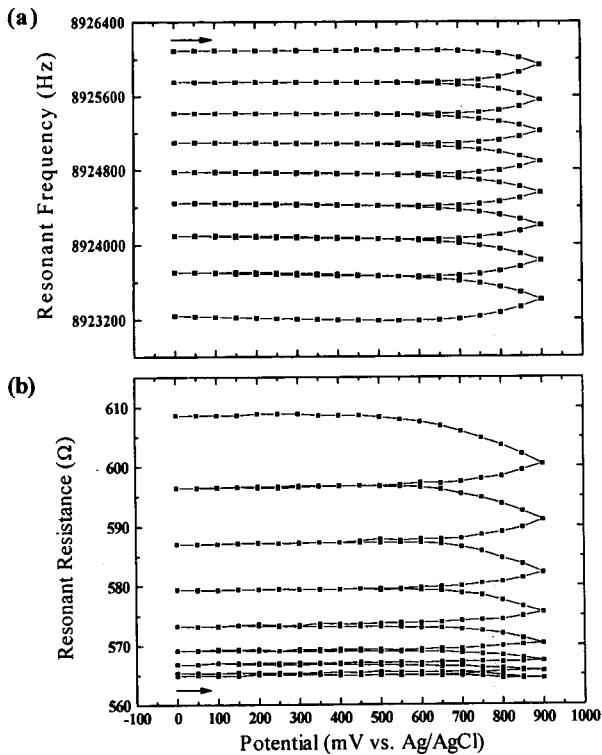 (a)
8926400
8925600
8924800
8924000
8923200
Resonant Frequency (Hz)
(b)
610
600
590
580
570
560
Resonant Resistance (Ω)
-100 0 100 200 300 400 500 600 700 800 900 1000
Potential (mV vs. Ag/AgCl)